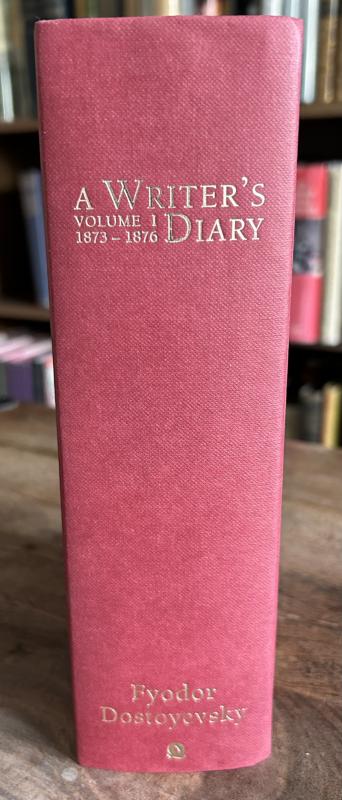 A WRITER'S
VOLUME 1
1873 – 1876 DIARY
Fyodor
Dostoyevsky